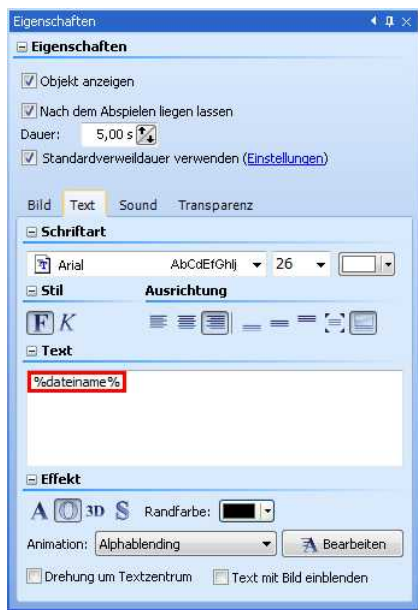 Eigenschaften
Eigenschaften
Objekt anzeigen
Nach dem Abspielen liegen lassen
Dauer: 5,00 s
Standardverweildauer verwenden (Einstellungen)
Bild Text Sound Transparenz
Schriftart
Arial AbCdEfGhIj 26
Stil Ausrichtung
F K
Text
%dateiname%
Effekt
A O 3D S Randfarbe:
Animation: Alphablending A Bearbeiten
Drehung um Textzentrum Text mit Bild einblenden